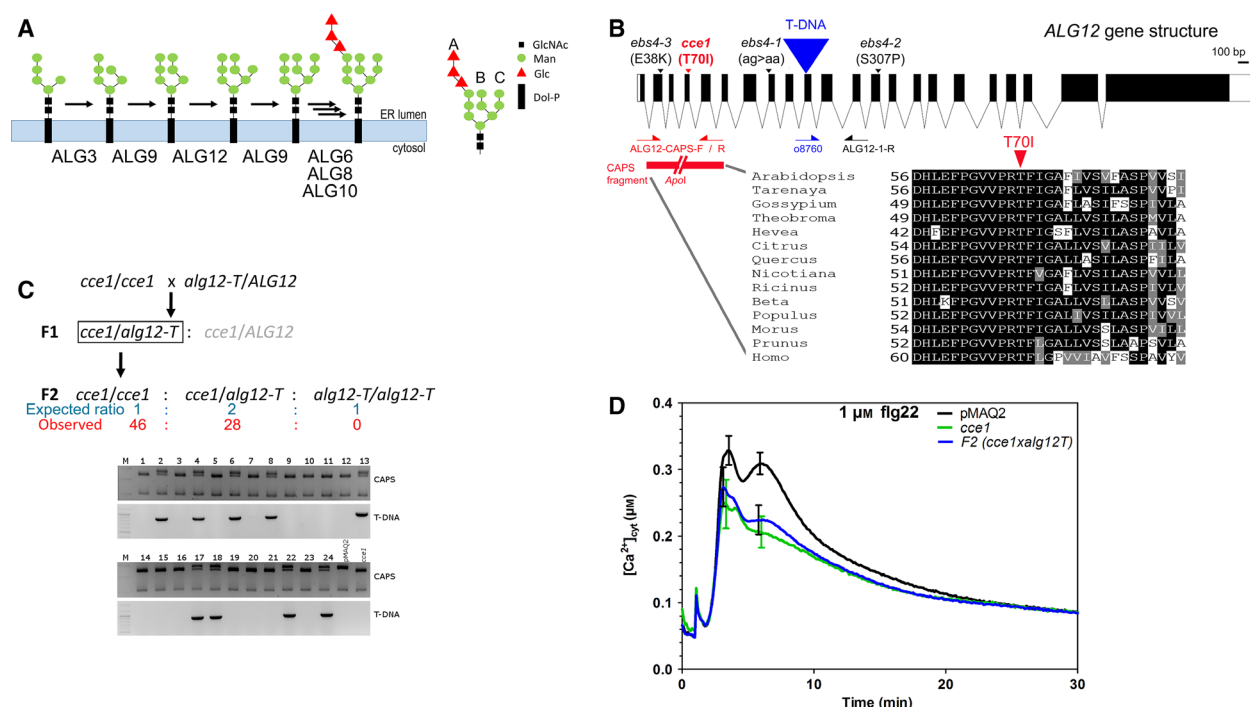 A
GlcNAc
Man
Glc
Dol-P
A
B C
ER lumen
cytosol
ALG3 ALG9 ALG12 ALG9 ALG6
ALG8
ALG10
B
T-DNA
ALG12 gene structure
100 bp
ebs4-3
(E38K)
cce1
(T70I)
ebs4-1
(ag>aa)
ebs4-2
(S307P)
ALG12-CAPS-F / R
o8760
ALG12-1-R
CAPS
fragment
ApoI
T70I
Arabidopsis 56 DHLEFPGVVPRTFIGAFIVSVFASPVVSI
Tarenaya 56 DHLEFPGVVPRTFIGAFLVSILASPVVPI
Gossypium 49 DHLEFPGVVPRTFIGAFLASIFSSPIVLA
Theobroma 49 DHLEFPGVVPRTFIGALLVSILASPMVLA
Hevea 42 DHFEFPGVVPRTFIGSFLVSILASPAVLA
Citrus 54 DHLEFPGVVPRTFIGALLVSVLASPIILV
Quercus 56 DHLEFPGVVPRTFIGALLASILASPFILA
Nicotiana 51 DHLEFPGVVPRTFVGAFLVSILASPIVLL
Ricinus 52 DHLEFPGVVPRTFIGAFLVSILASPIVLV
Beta 51 DHLKFPGVVPRTFIGALLVSLLASPVVSV
Populus 52 DHLEFPGVVPRTFIGALIVSILASPIVVL
Morus 54 DHLEFPGVVPRTFIGALLVSSLASPVILL
Prunus 52 DHLEFPGVVPRTFLGALLVSSLAAPSVLA
Homo 60 DHLEFPGVVPRTFLGPVVIAVFSSPAVYV
C
cce1/cce1 x alg12-T/ALG12
F1 cce1/alg12-T : cce1/ALG12
F2 cce1/cce1 : cce1/alg12-T : alg12-T/alg12-T
Expected ratio 1 : 2 : 1
Observed 46 : 28 : 0
M 1 2 3 4 5 6 7 8 9 10 11 12 13
CAPS
T-DNA
M 14 15 16 17 18 19 20 21 22 23 24 pMAQ2 cce1
CAPS
T-DNA
D
1 µM flg22
pMAQ2
cce1
F2 (cce1xalg12T)
[Ca2+]cyt (µM)
0.4
0.3
0.2
0.1
0.0
0 10 20 30
Time (min)